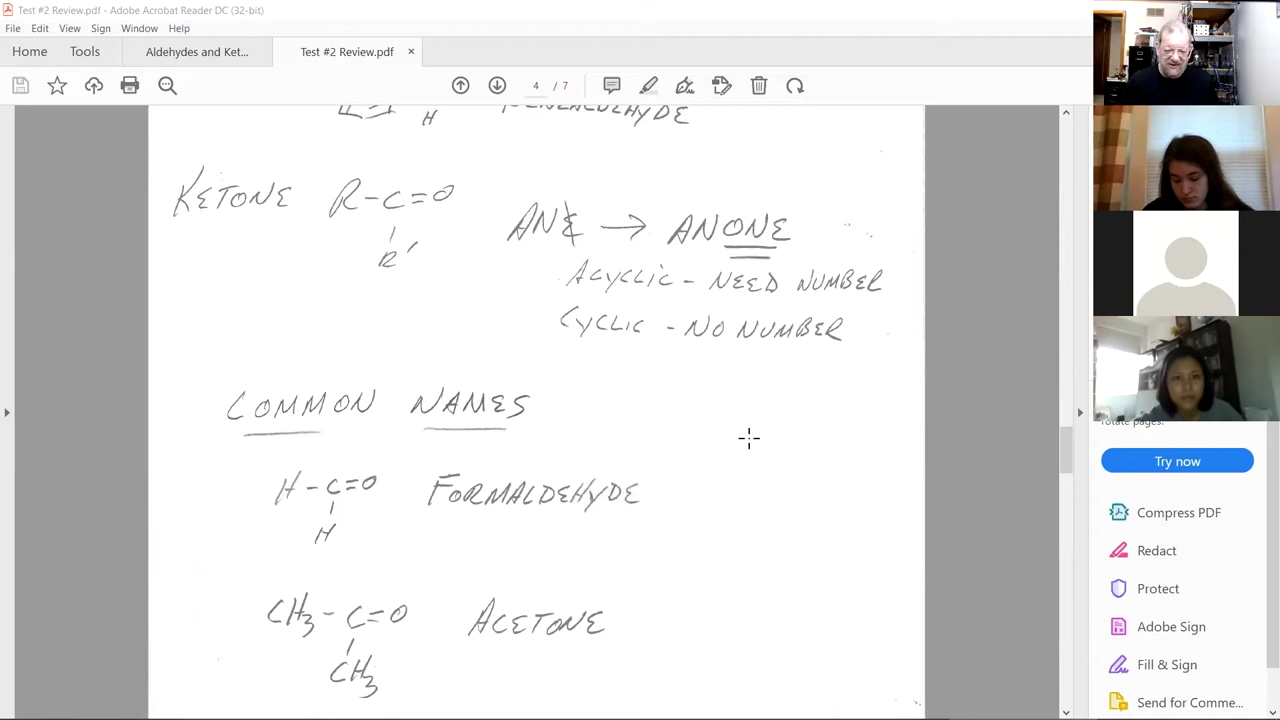 Test #2 Review.pdf - Adobe Acrobat Reader DC (32-bit)
File Edit View Sign Window Help
Home Tools Aldehydes and Ket... Test #2 Review.pdf ×
/ 7
H
KETONE R-C=O
R'
ANE → ANONE
ACYCLIC - NEED NUMBER
CYCLIC - NO NUMBER
COMMON NAMES
H-C=O FORMALDEHYDE
H
CH3-C=O ACETONE
CH3
rotate pages.
Try now
Compress PDF
Redact
Protect
Adobe Sign
Fill & Sign
Send for Comme...